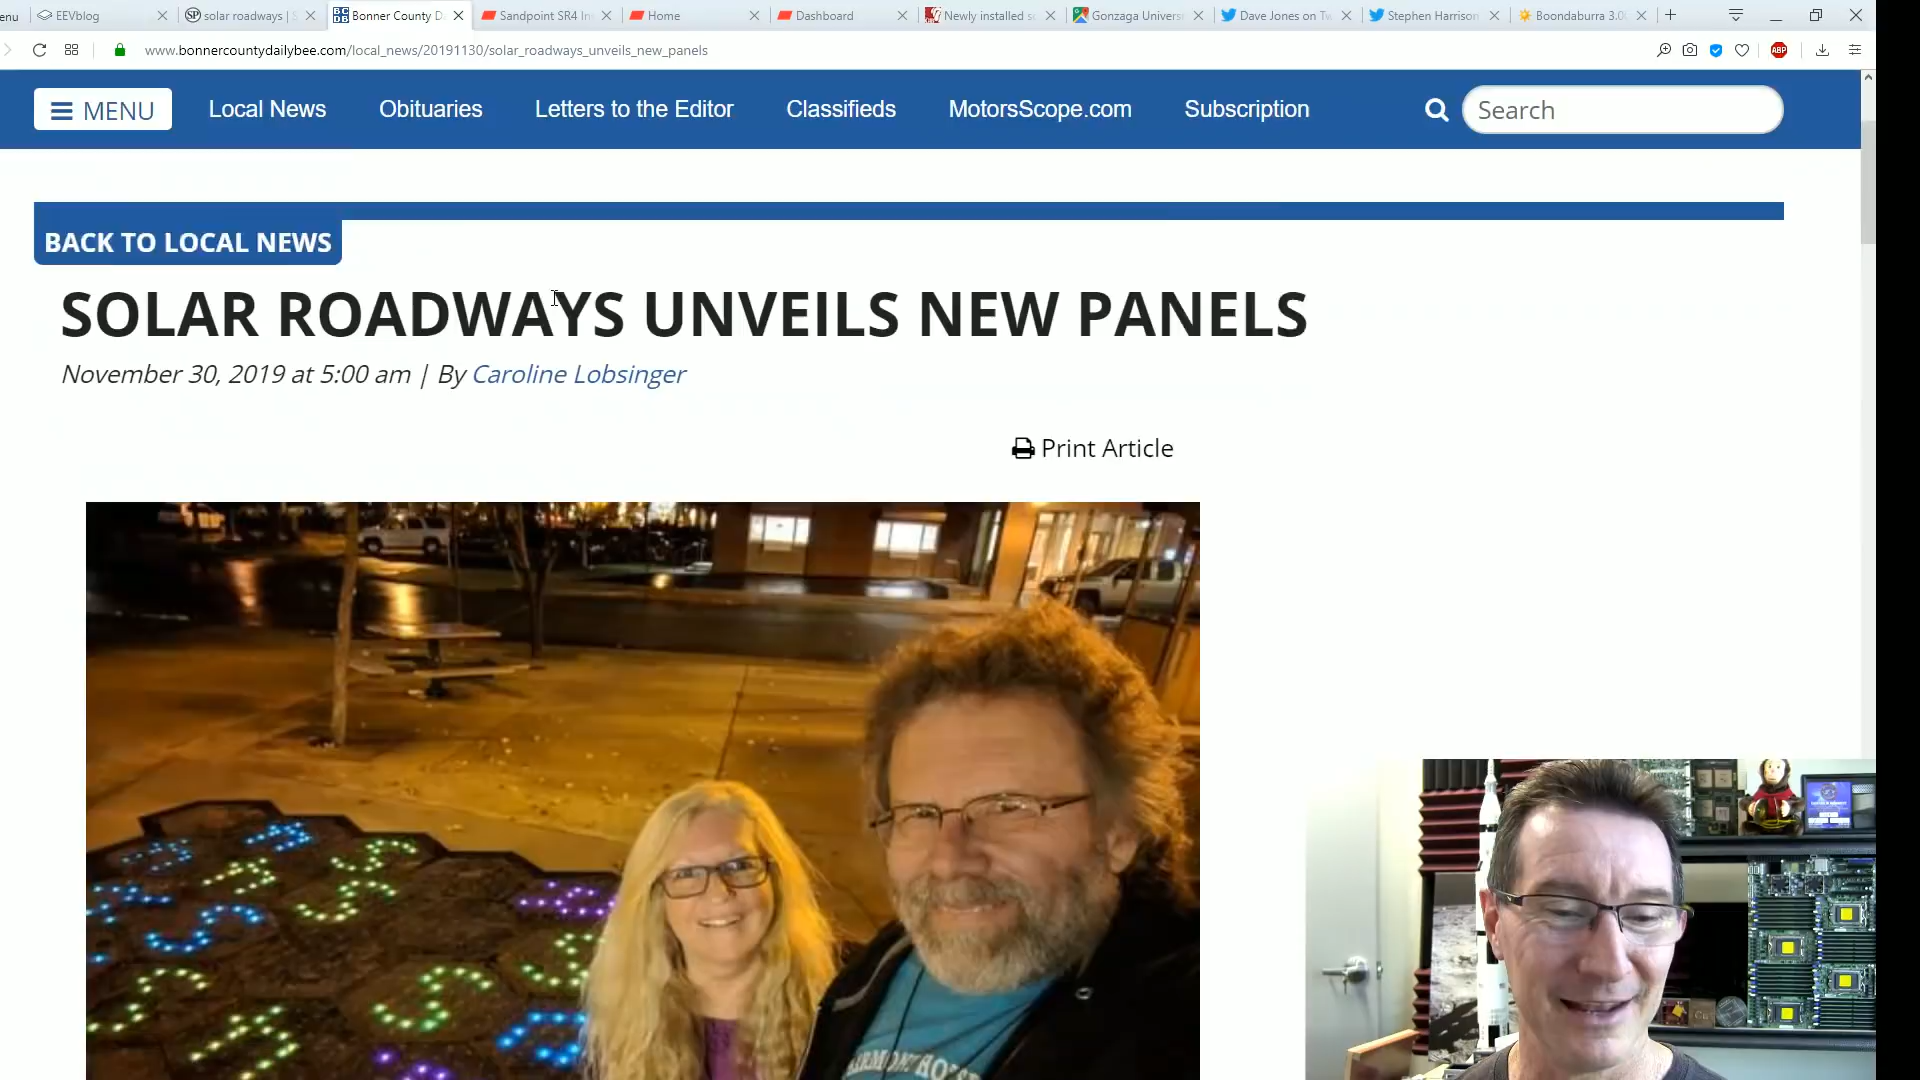 enu EEVblog solar roadways | S Bonner County D Sandpoint SR4 In Home Dashboard Newly installed so Gonzaga Univers Dave Jones on Tw Stephen Harrison Boondaburra 3.0
www.bonnercountydailybee.com/local_news/20191130/solar_roadways_unveils_new_panels
ABP
MENU Local News Obituaries Letters to the Editor Classifieds MotorsScope.com Subscription Search
BACK TO LOCAL NEWS
SOLAR ROADWAYS UNVEILS NEW PANELS
November 30, 2019 at 5:00 am | By Caroline Lobsinger
Print Article